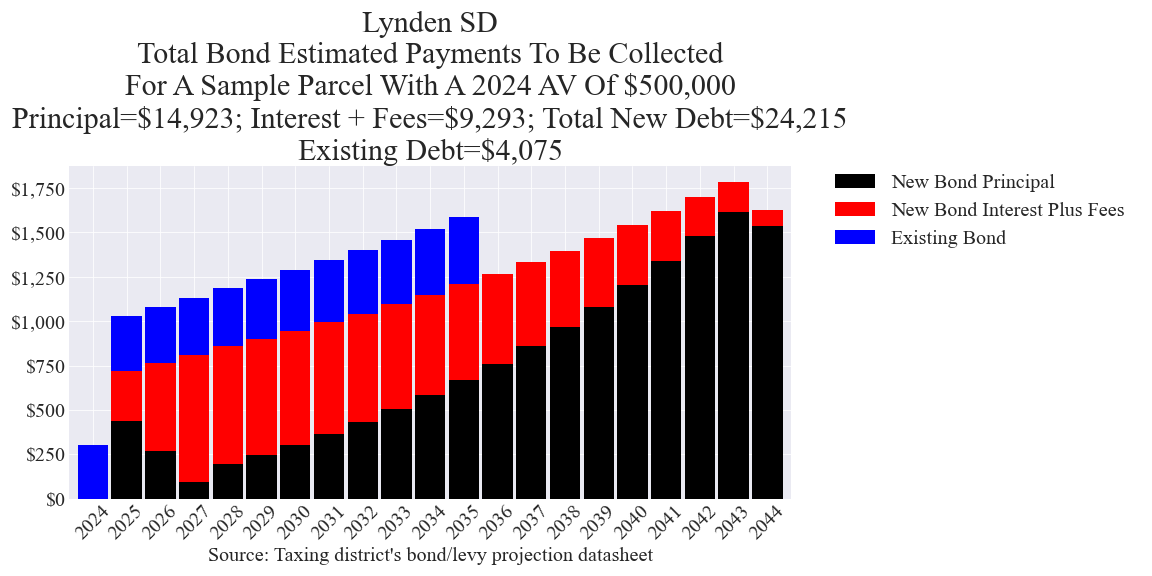 Lynden SD
Total Bond Estimated Payments To Be Collected
For A Sample Parcel With A 2024 AV Of $500,000
Principal=$14,923; Interest + Fees=$9,293; Total New Debt=$24,215
Existing Debt=$4,075
$1,750
$1,500
$1,250
$1,000
$750
$500
$250
$0
New Bond Principal
New Bond Interest Plus Fees
Existing Bond
2024 2025 2026 2027 2028 2029 2030 2031 2032 2033 2034 2035 2036 2037 2038 2039 2040 2041 2042 2043 2044
Source: Taxing district's bond/levy projection datasheet